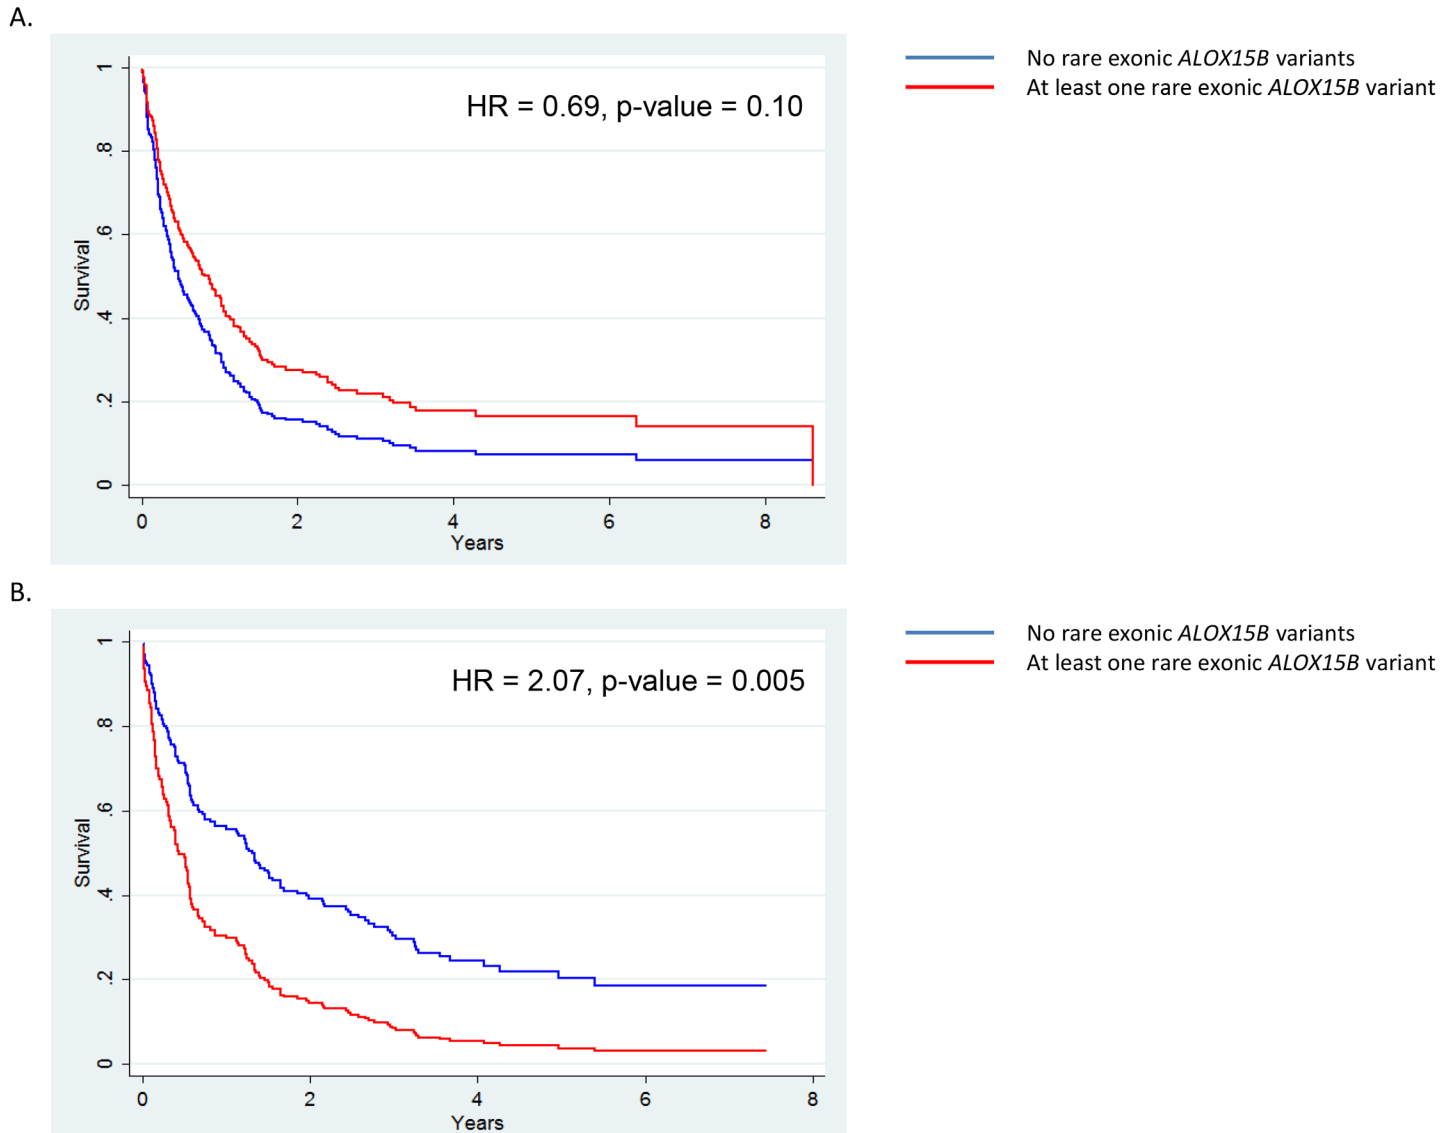 A.
No rare exonic ALOX15B variants
At least one rare exonic ALOX15B variant
HR = 0.69, p-value = 0.10
Survival
1
.8
.6
.4
.2
0
0 2 4 6 8
Years
B.
No rare exonic ALOX15B variants
At least one rare exonic ALOX15B variant
HR = 2.07, p-value = 0.005
Survival
1
.8
.6
.4
.2
0
0 2 4 6 8
Years